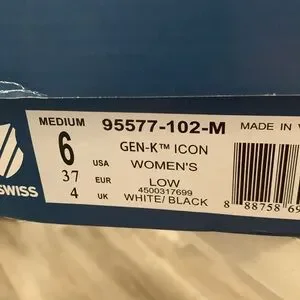 MEDIUM 95577-102-M MADE IN V
6 USA GEN-K™ ICON
37 EUR WOMEN'S
4 UK LOW
4500317699
WHITE/ BLACK
SWISS
8 88758 69